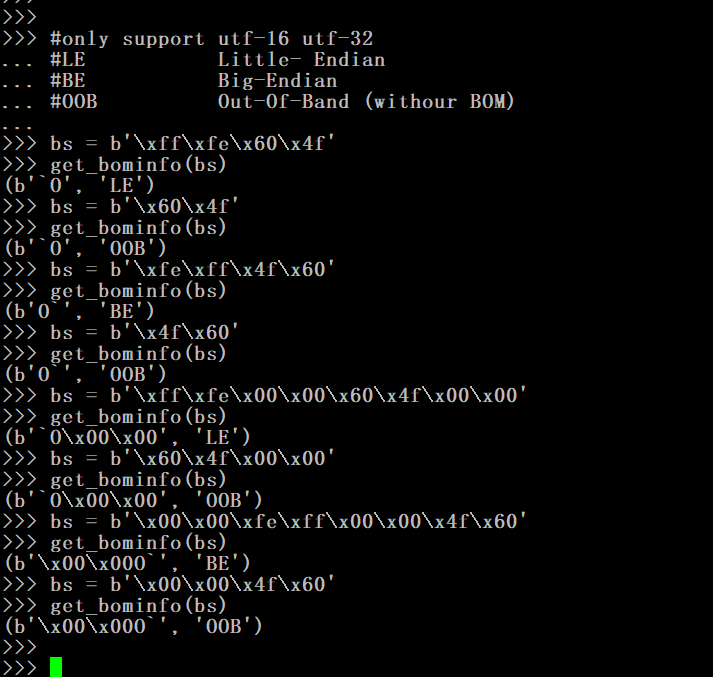 >>>
>>>
>>> #only support utf-16 utf-32
... #LE             Little- Endian
... #BE             Big-Endian
... #OOB            Out-Of-Band (withour BOM)
...
>>> bs = b'\xff\xfe\x60\x4f'
>>> get_bominfo(bs)
(b'`O', 'LE')
>>> bs = b'\x60\x4f'
>>> get_bominfo(bs)
(b'`O', 'OOB')
>>> bs = b'\xfe\xff\x4f\x60'
>>> get_bominfo(bs)
(b'O`', 'BE')
>>> bs = b'\x4f\x60'
>>> get_bominfo(bs)
(b'O`', 'OOB')
>>> bs = b'\xff\xfe\x00\x00\x60\x4f\x00\x00'
>>> get_bominfo(bs)
(b'`O\x00\x00', 'LE')
>>> bs = b'\x60\x4f\x00\x00'
>>> get_bominfo(bs)
(b'`O\x00\x00', 'OOB')
>>> bs = b'\x00\x00\xfe\xff\x00\x00\x4f\x60'
>>> get_bominfo(bs)
(b'\x00\x00O`', 'BE')
>>> bs = b'\x00\x00\x4f\x60'
>>> get_bominfo(bs)
(b'\x00\x00O`', 'OOB')
>>>
>>>